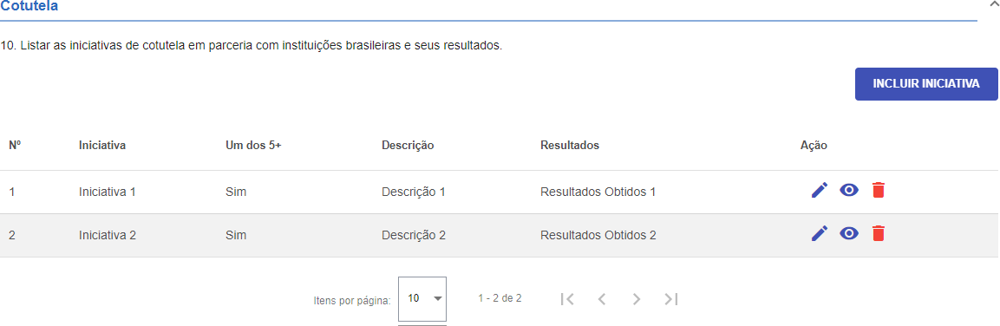 Cotutela
10. Listar as iniciativas de cotutela em parceria com instituições brasileiras e seus resultados.
INCLUIR INICIATIVA
Nº Iniciativa Um dos 5+ Descrição Resultados Ação
1 Iniciativa 1 Sim Descrição 1 Resultados Obtidos 1
2 Iniciativa 2 Sim Descrição 2 Resultados Obtidos 2
Itens por página: 10 1 - 2 de 2